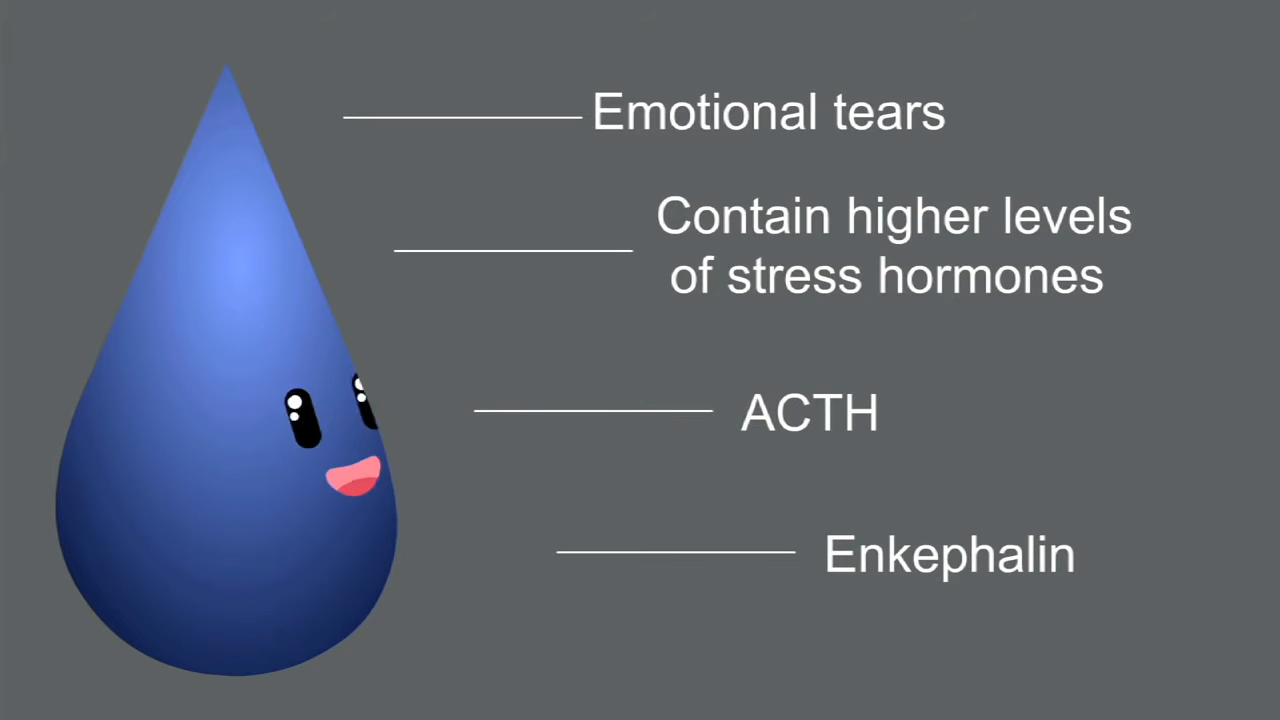 Emotional tears
Contain higher levels
of stress hormones
ACTH
Enkephalin